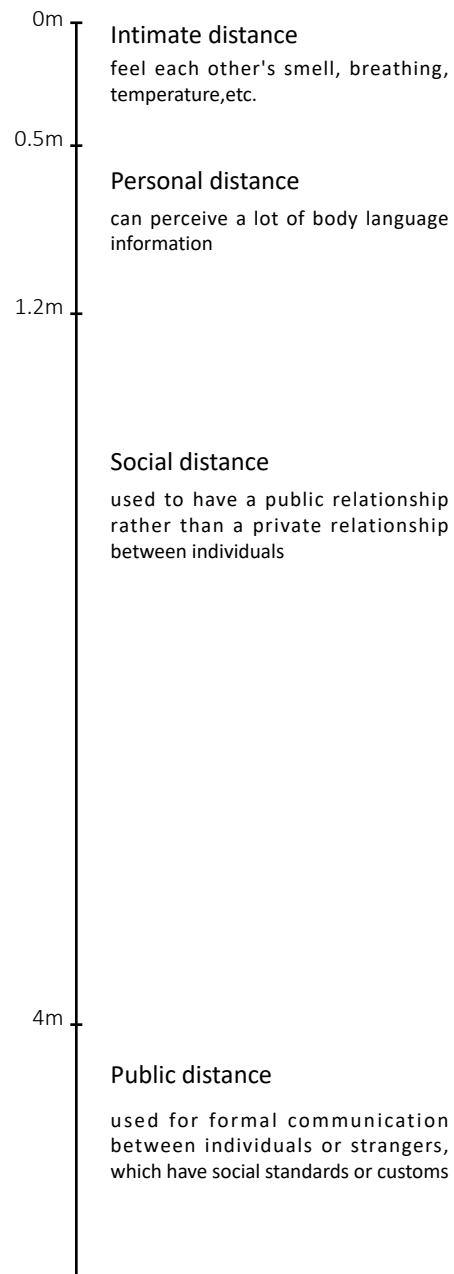 0m
Intimate distance
feel each other's smell, breathing,
temperature,etc.
0.5m
Personal distance
can perceive a lot of body language
information
1.2m
Social distance
used to have a public relationship
rather than a private relationship
between individuals
4m
Public distance
used for formal communication
between individuals or strangers,
which have social standards or customs